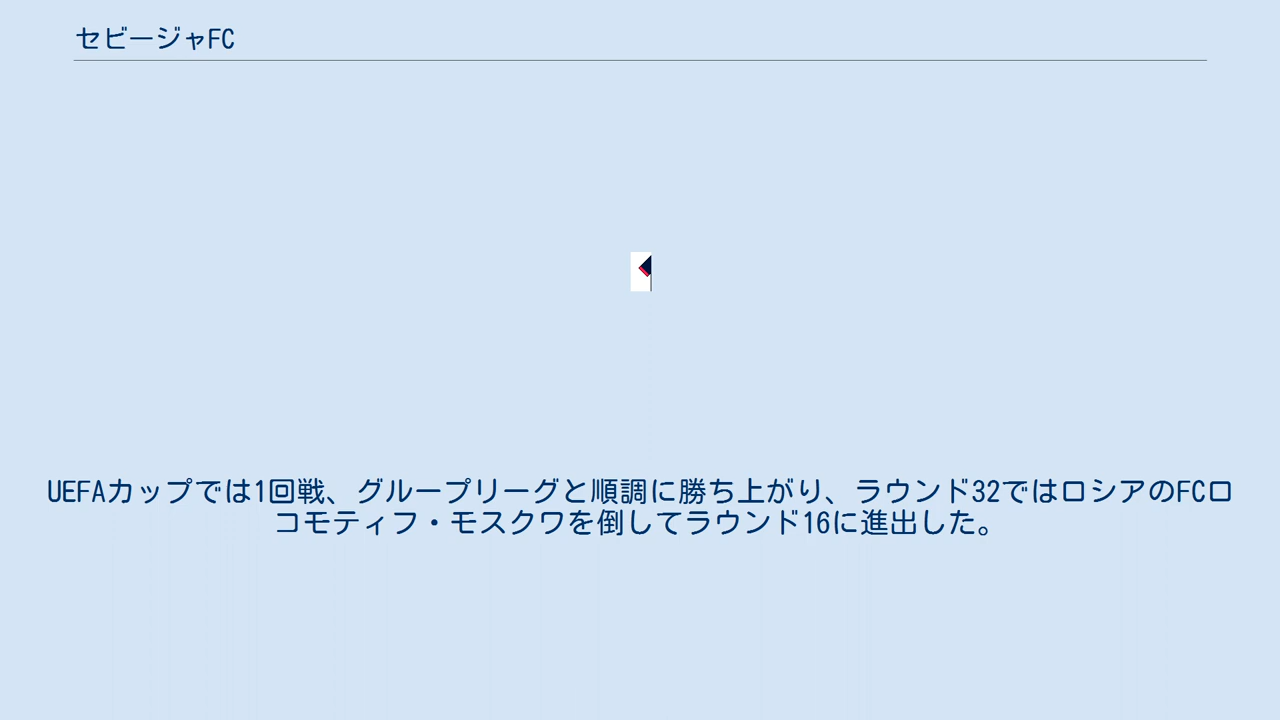 セビージャFC
UEFAカップでは1回戦、グループリーグと順調に勝ち上がり、ラウンド32ではロシアのFCロ
コモティフ・モスクワを倒してラウンド16に進出した。